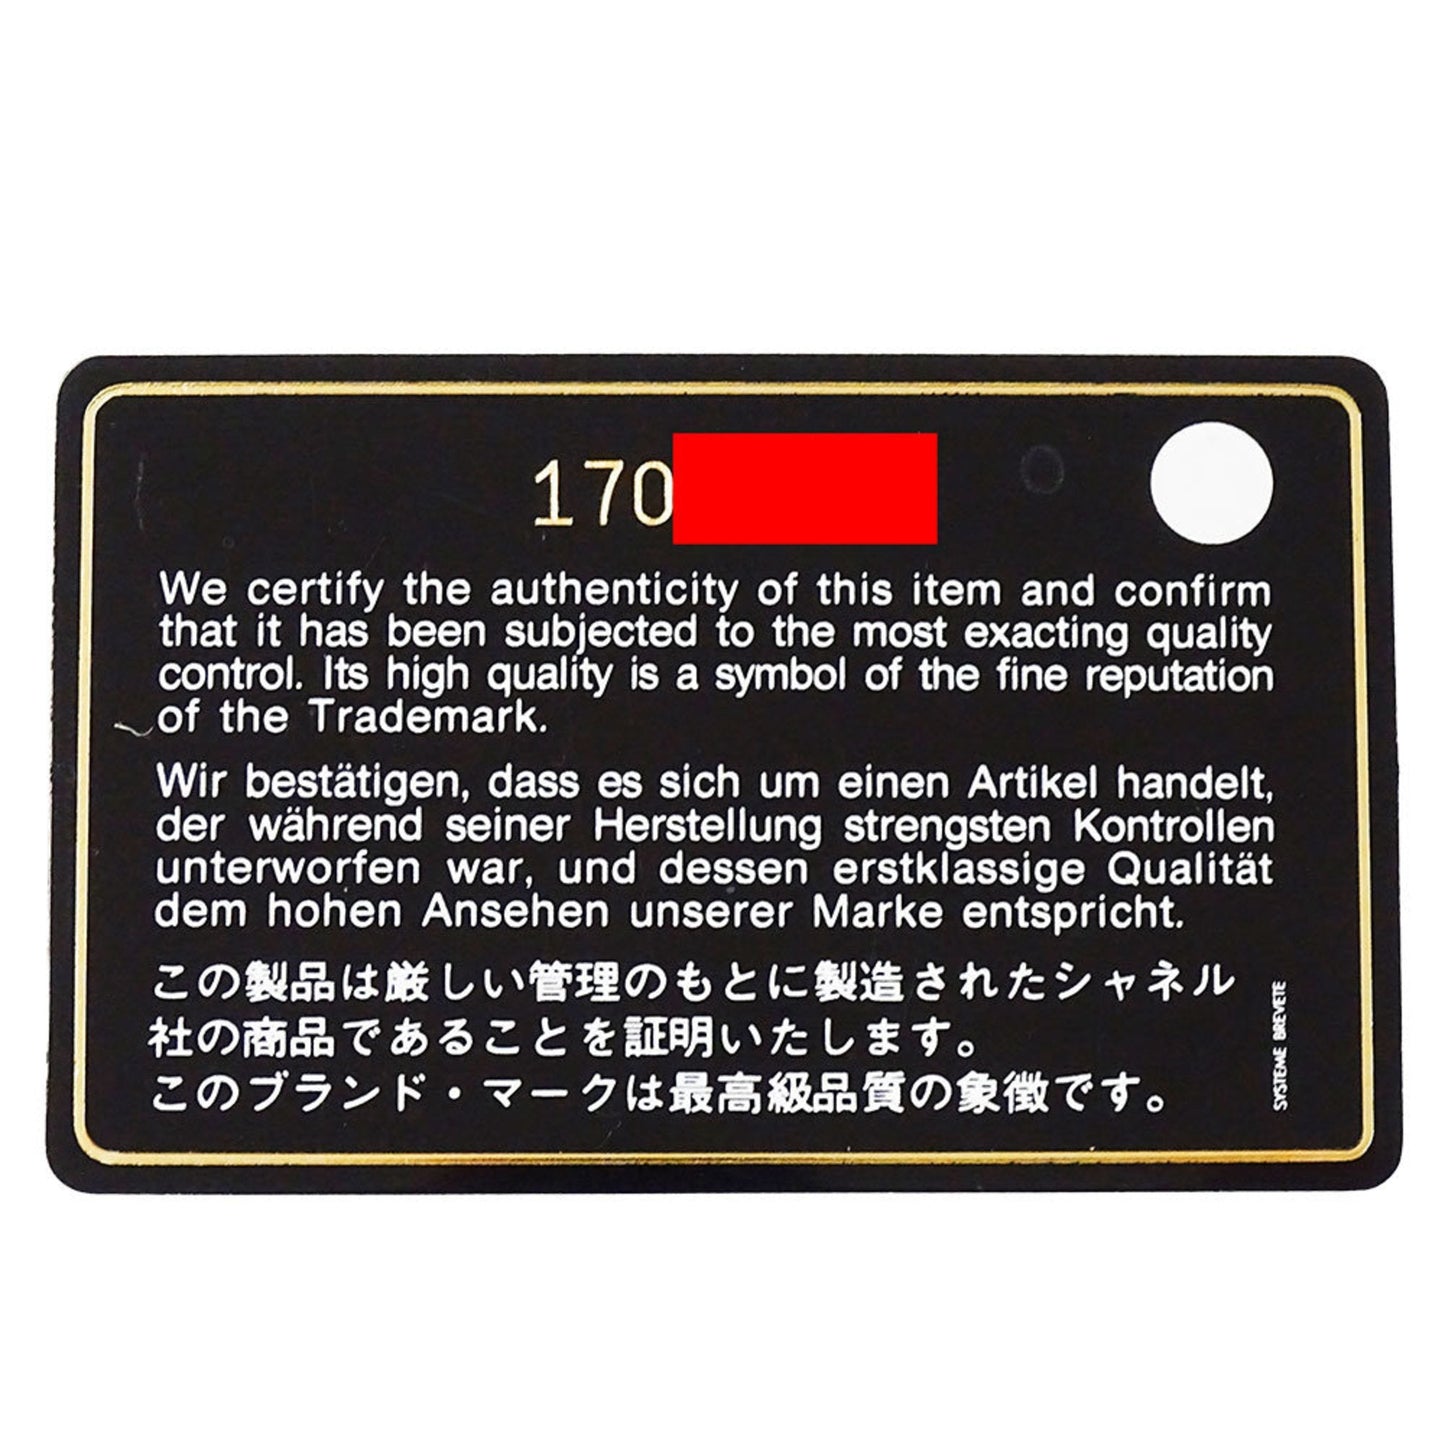 170
We certify the authenticity of this item and confirm
that it has been subjected to the most exacting quality
control. Its high quality is a symbol of the fine reputation
of the Trademark.
Wir bestätigen, dass es sich um einen Artikel handelt,
der während seiner Herstellung strengsten Kontrollen
unterworfen war, und dessen erstklassige Qualität
dem hohen Ansehen unserer Marke entspricht.
この製品は厳しい管理のもとに製造されたシャネル
社の商品であることを証明いたします。
このブランド・マークは最高級品質の象徴です。
SYSTEME BREVETE